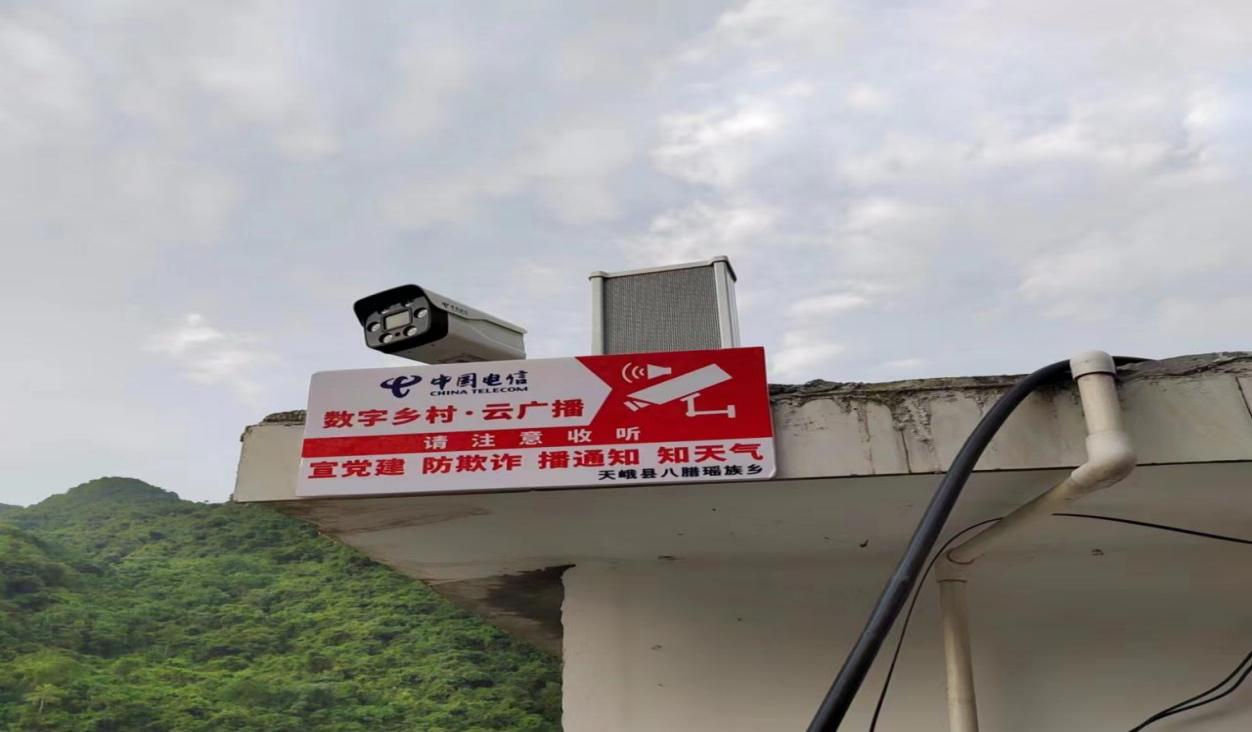 中国电信
CHINA TELECOM
数字乡村·云广播
请注意收听
宣党建 防欺诈 播通知 知天气
天峨县八腊瑶族乡